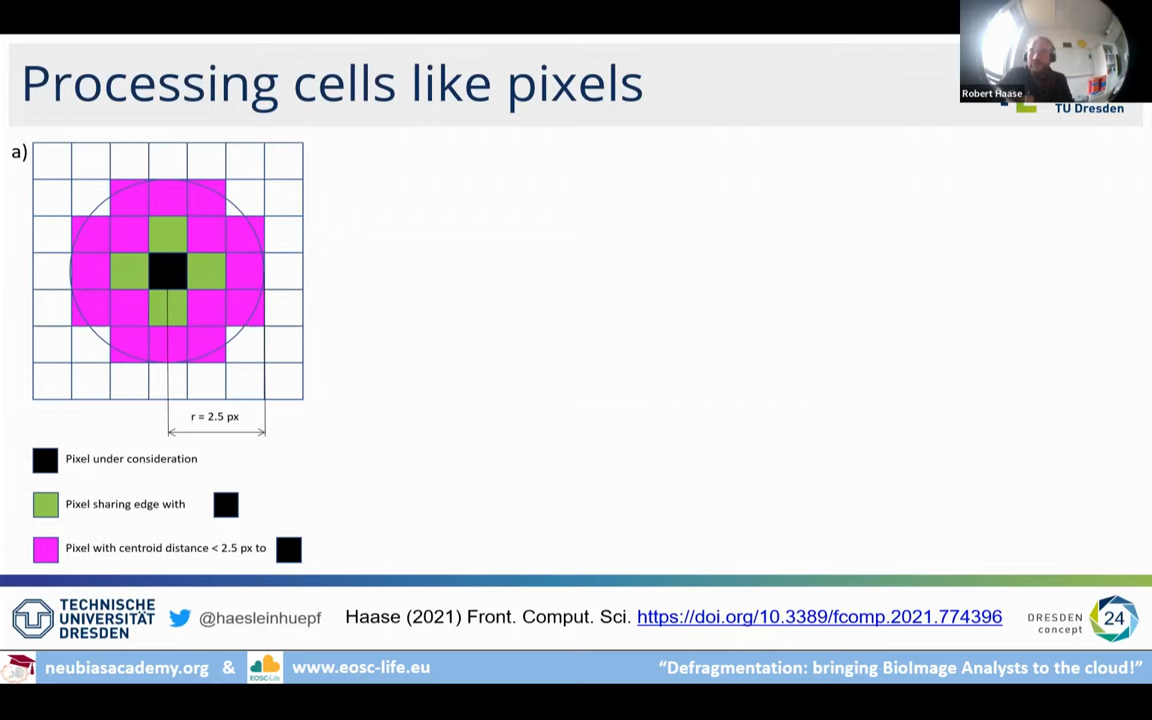 Processing cells like pixels
Robert Haase
TU Dresden
a)
r = 2.5 px
Pixel under consideration
Pixel sharing edge with
Pixel with centroid distance < 2.5 px to
TECHNISCHE
UNIVERSITÄT
DRESDEN
@haesleinhuepf
Haase (2021) Front. Comput. Sci. https://doi.org/10.3389/fcomp.2021.774396
DRESDEN
concept
24
neubiasacademy.org & EOSC-Life www.eosc-life.eu
“Defragmentation: bringing BioImage Analysts to the cloud!”